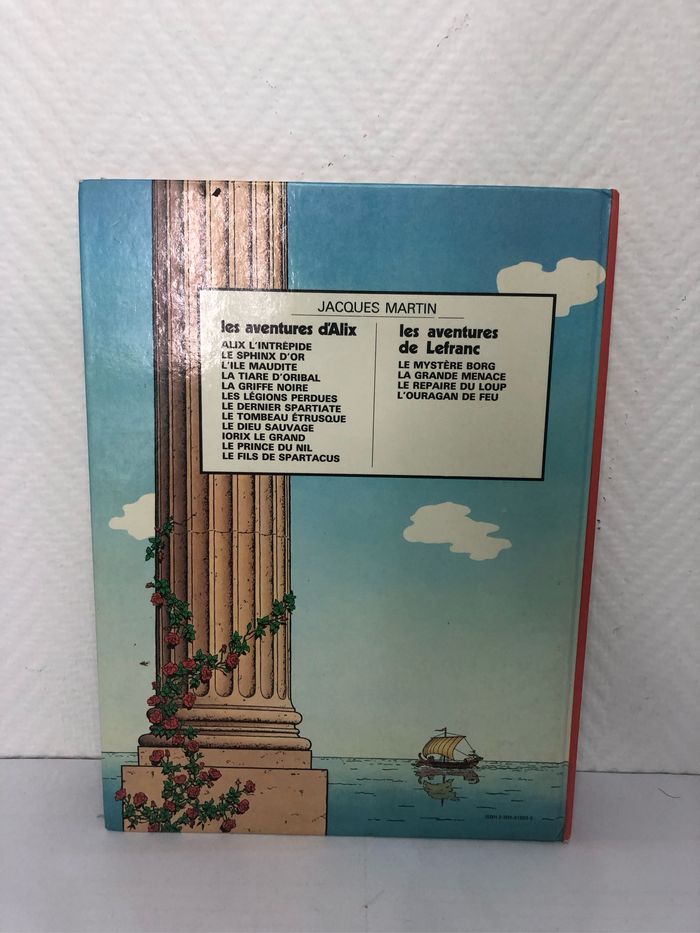 JACQUES MARTIN
les aventures d'Alix
ALIX L'INTRÉPIDE
LE SPHINX D'OR
L'ILE MAUDITE
LA TIARE D'ORIBAL
LA GRIFFE NOIRE
LES LÉGIONS PERDUES
LE DERNIER SPARTIATE
LE TOMBEAU ÉTRUSQUE
LE DIEU SAUVAGE
IORIX LE GRAND
LE PRINCE DU NIL
LE FILS DE SPARTACUS
les aventures
de Lefranc
LE MYSTÈRE BORG
LA GRANDE MENACE
LE REPAIRE DU LOUP
L'OURAGAN DE FEU
ISBN